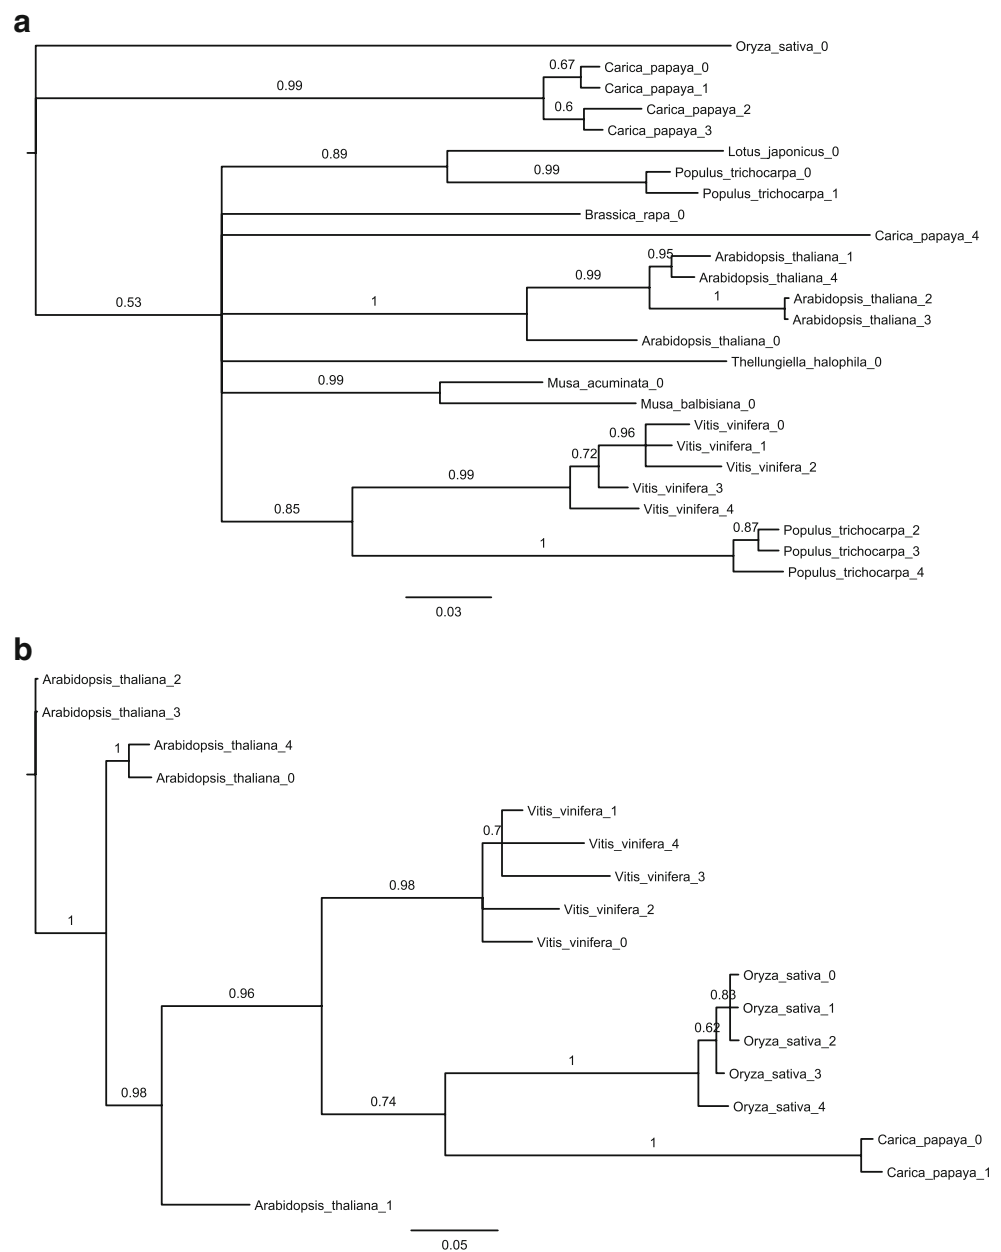 a
Oryza_sativa_0
0.67
Carica_papaya_0
0.99
Carica_papaya_1
0.6
Carica_papaya_2
Carica_papaya_3
Lotus_japonicus_0
0.89
0.99
Populus_trichocarpa_0
Populus_trichocarpa_1
Brassica_rapa_0
Carica_papaya_4
0.95
Arabidopsis_thaliana_1
0.99
Arabidopsis_thaliana_4
1
Arabidopsis_thaliana_2
0.53
1
Arabidopsis_thaliana_3
Arabidopsis_thaliana_0
Thellungiella_halophila_0
0.99
Musa_acuminata_0
Musa_balbisiana_0
Vitis_vinifera_0
0.96
Vitis_vinifera_1
0.72
Vitis_vinifera_2
0.99
Vitis_vinifera_3
0.85
Vitis_vinifera_4
0.87
Populus_trichocarpa_2
1
Populus_trichocarpa_3
Populus_trichocarpa_4
0.03
b
Arabidopsis_thaliana_2
Arabidopsis_thaliana_3
1
Arabidopsis_thaliana_4
Arabidopsis_thaliana_0
Vitis_vinifera_1
0.7
Vitis_vinifera_4
Vitis_vinifera_3
0.98
Vitis_vinifera_2
1
Vitis_vinifera_0
Oryza_sativa_0
0.96
0.83
Oryza_sativa_1
0.62
Oryza_sativa_2
1
Oryza_sativa_3
0.98
0.74
Oryza_sativa_4
1
Carica_papaya_0
Carica_papaya_1
Arabidopsis_thaliana_1
0.05